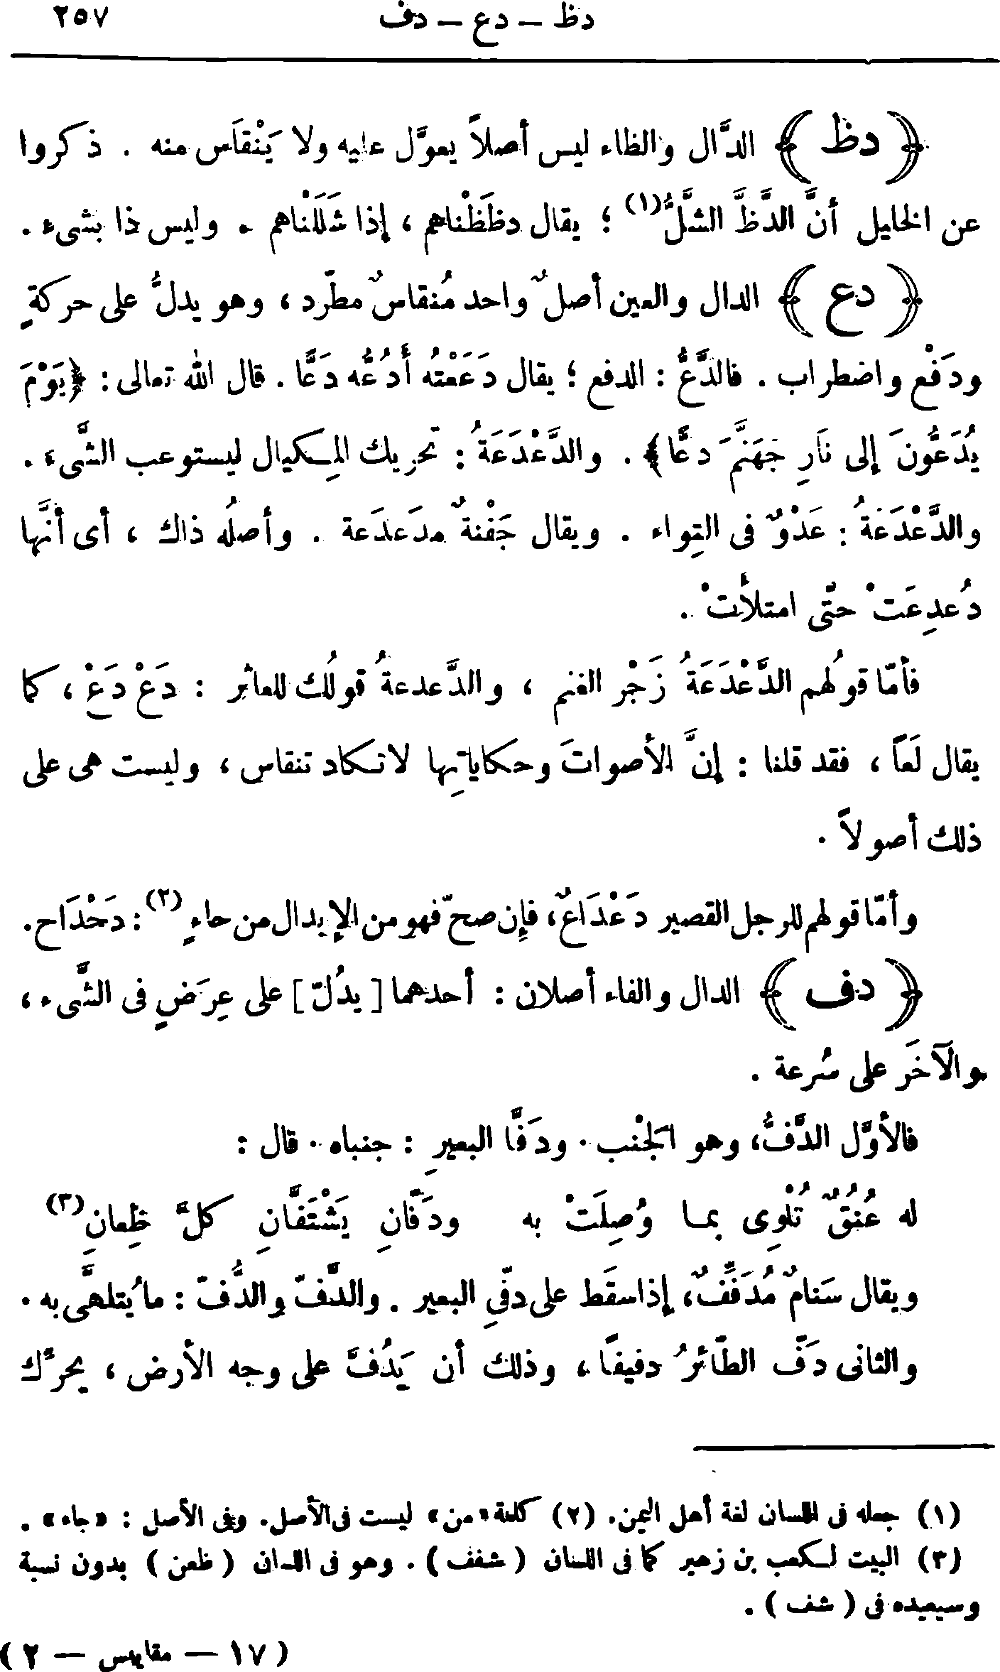 دظ — دع — دف ٢٥٧
﴿ دظ ﴾ الدَّال والظاء ليس أصلاً يعوَّل عليه ولا يَنْقاَس منه . ذكروا
عن الخليل أنَّ الدَّظَّ الشَّلُّ(١) ؛ يقال دظَظْناهم ، إذا شَلَلْناهم . وليس ذا بشىء .
﴿ دع ﴾ الدال والعين أصلٌ واحد مُنقاسٌ مطّرد ، وهو يدلُّ على حركةٍ
ودَفْع واضطراب . فالدَّعُّ : الدفع ؛ يقال دَعَعْتُه أَدُعُّه دَعًّا . قال الله تعالى : ﴿يَوْمَ
يُدَعُّونَ إلى نَارِ جَهَنَّمَ دعًّا﴾ . والدَّعْدَعَةُ : تحريك المِكيال ليستوعب الشَّىء .
والدَّعْدَعَةُ : عَدْوٌ فى التِواء . ويقال جَفْنةٌ مدَعدَعة . وأصلُه ذاك ، أى أنَّها
دُعدِعَتْ حتّى امتلأتْ .
فأمّا قولُهم الدَّعْدَعَةُ زَجْر الغنم ، والدَّعدعةُ قولُك للعاثر : دَعْ دَعْ ، كما
يقال لَعاً ، فقد قلنا : إنَّ الأصواتَ وحكاياتِها لاتكاد تنقاس ، وليست هى على
ذلك أصولاً .
وأمّا قولهم للرجل القصير دَعْدَاعٌ، فإِن صحّ فهو من الإبدال من حاءٍ(٢) : دَحْدَاح.
﴿ دف ﴾ الدال والفاء أصلان : أحدهما [ يدُلّ ] على عِرَضٍ فى الشَّىء ،
والآخَر على سُرعة .
فالأوَّل الدَّفُّ، وهو الجَنْب . ودَفَّا البعيرِ : جنباه . قال :
له عُنُقٌ تُلْوِى بما وُصِلَتْ به ودَفَّانِ يَشْتَفَّانِ كلَّ ظِعانِ(٣)
ويقال سَنامٌ مُدَفِّفٌ، إذا سقَط على دفّىِ البعير . والدَّفّ والدُّفّ : ما يُتلهَّى به .
والثانى دَفّ الطّائرُ دفيفًا ، وذلك أن يَدُفَّ على وجه الأرض ، يحرِّك
(١) جعله فى اللسان لغة أهل اليمن. (٢) كلمة «من» ليست فى الأصل. وفى الأصل : «جاء» .
(٣) البيت لكعب بن زهير كما فى اللسان ( شفف ) . وهو فى اللسان ( ظعن ) بدون نسبة
وسيعيده فى ( شف ) .
( ١٧ — مقاييس — ٢ )